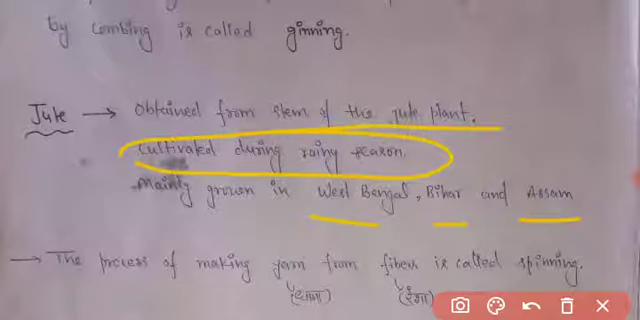 by combing is called ginning.
Jute → Obtained from stem of the jute plant.
Cultivated during rainy season.
Mainly grown in West Bengal, Bihar and Assam
→ The process of making yarn from fiber is called spinning.
(धागा)